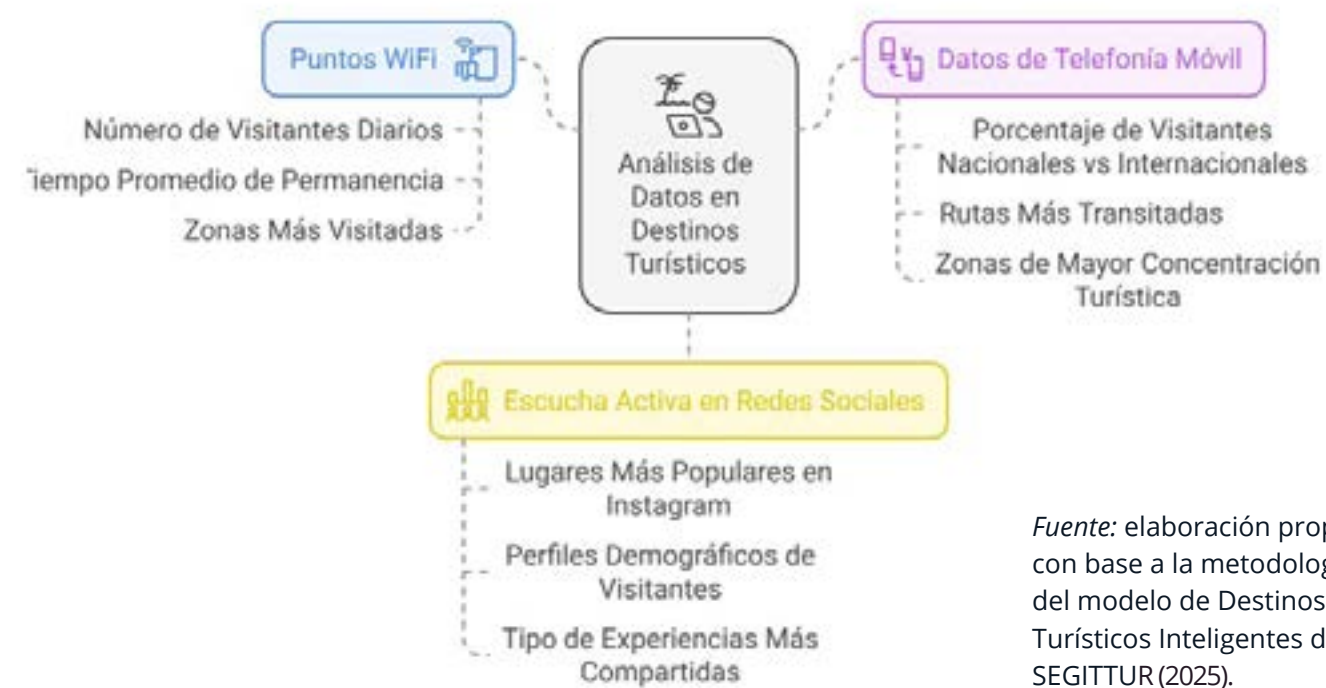 Puntos WiFi
Número de Visitantes Diarios
Promedio de Permanencia
Zonas Más Visitadas
Análisis de
Datos en
Destinos
Turísticos
Datos de Telefonía Móvil
Porcentaje de Visitantes
Nacionales vs Internacionales
Rutas Más Transitadas
Zonas de Mayor Concentración
Turística
Escucha Activa en Redes Sociales
Lugares Más Populares en
Instagram
Perfiles Demográficos de
Visitantes
Tipo de Experiencias Más
Compartidas
Fuente: elaboración
con base a la
del modelo de Destinos
Turísticos Inteligentes
SEGITTUR (2025).